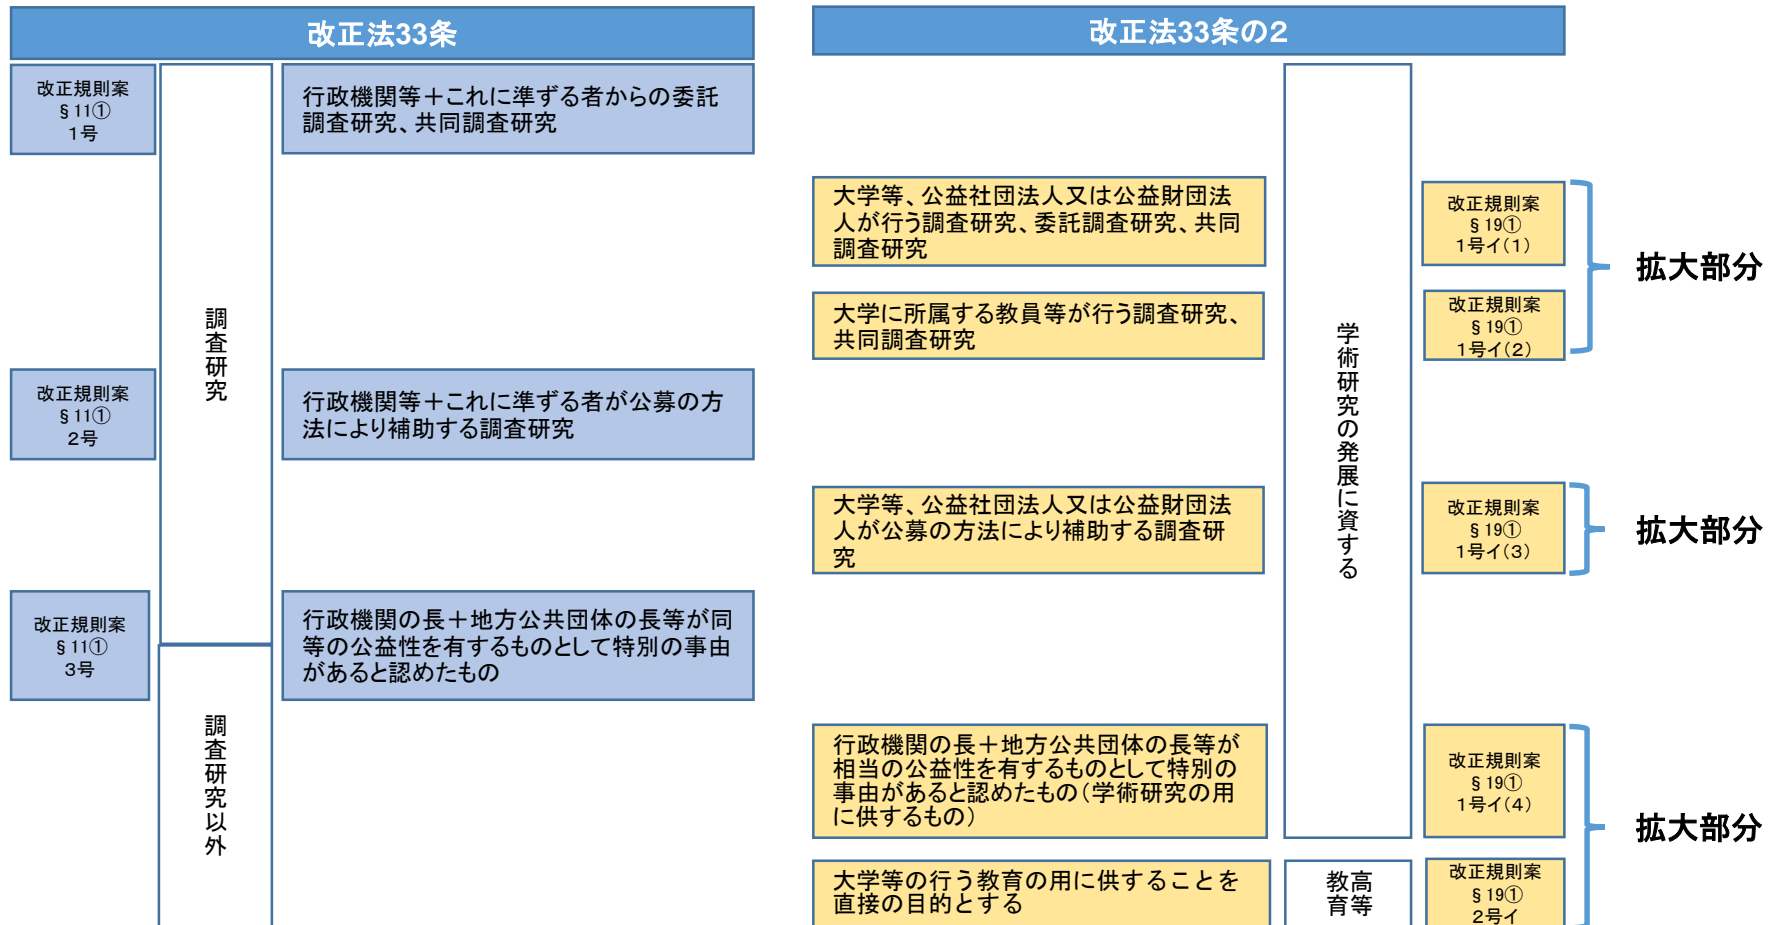 改正法33条
改正規則案
§11①
1号
行政機関等＋これに準ずる者からの委託
調査研究、共同調査研究
調査研究
改正規則案
§11①
2号
行政機関等＋これに準ずる者が公募の方
法により補助する調査研究
改正規則案
§11①
3号
行政機関の長＋地方公共団体の長等が同
等の公益性を有するものとして特別の事由
があると認めたもの
調査研究以外
改正法33条の２
大学等、公益社団法人又は公益財団法
人が行う調査研究、委託調査研究、共同
調査研究
改正規則案
§19①
1号イ(1)
大学に所属する教員等が行う調査研究、
共同調査研究
改正規則案
§19①
1号イ(2)
拡大部分
学術研究の発展に資する
大学等、公益社団法人又は公益財団法
人が公募の方法により補助する調査研
究
改正規則案
§19①
1号イ(3)
拡大部分
行政機関の長＋地方公共団体の長等が
相当の公益性を有するものとして特別の
事由があると認めたもの（学術研究の用
に供するもの）
改正規則案
§19①
1号イ(4)
大学等の行う教育の用に供することを
直接の目的とする
高等
教育
改正規則案
§19①
2号イ
拡大部分